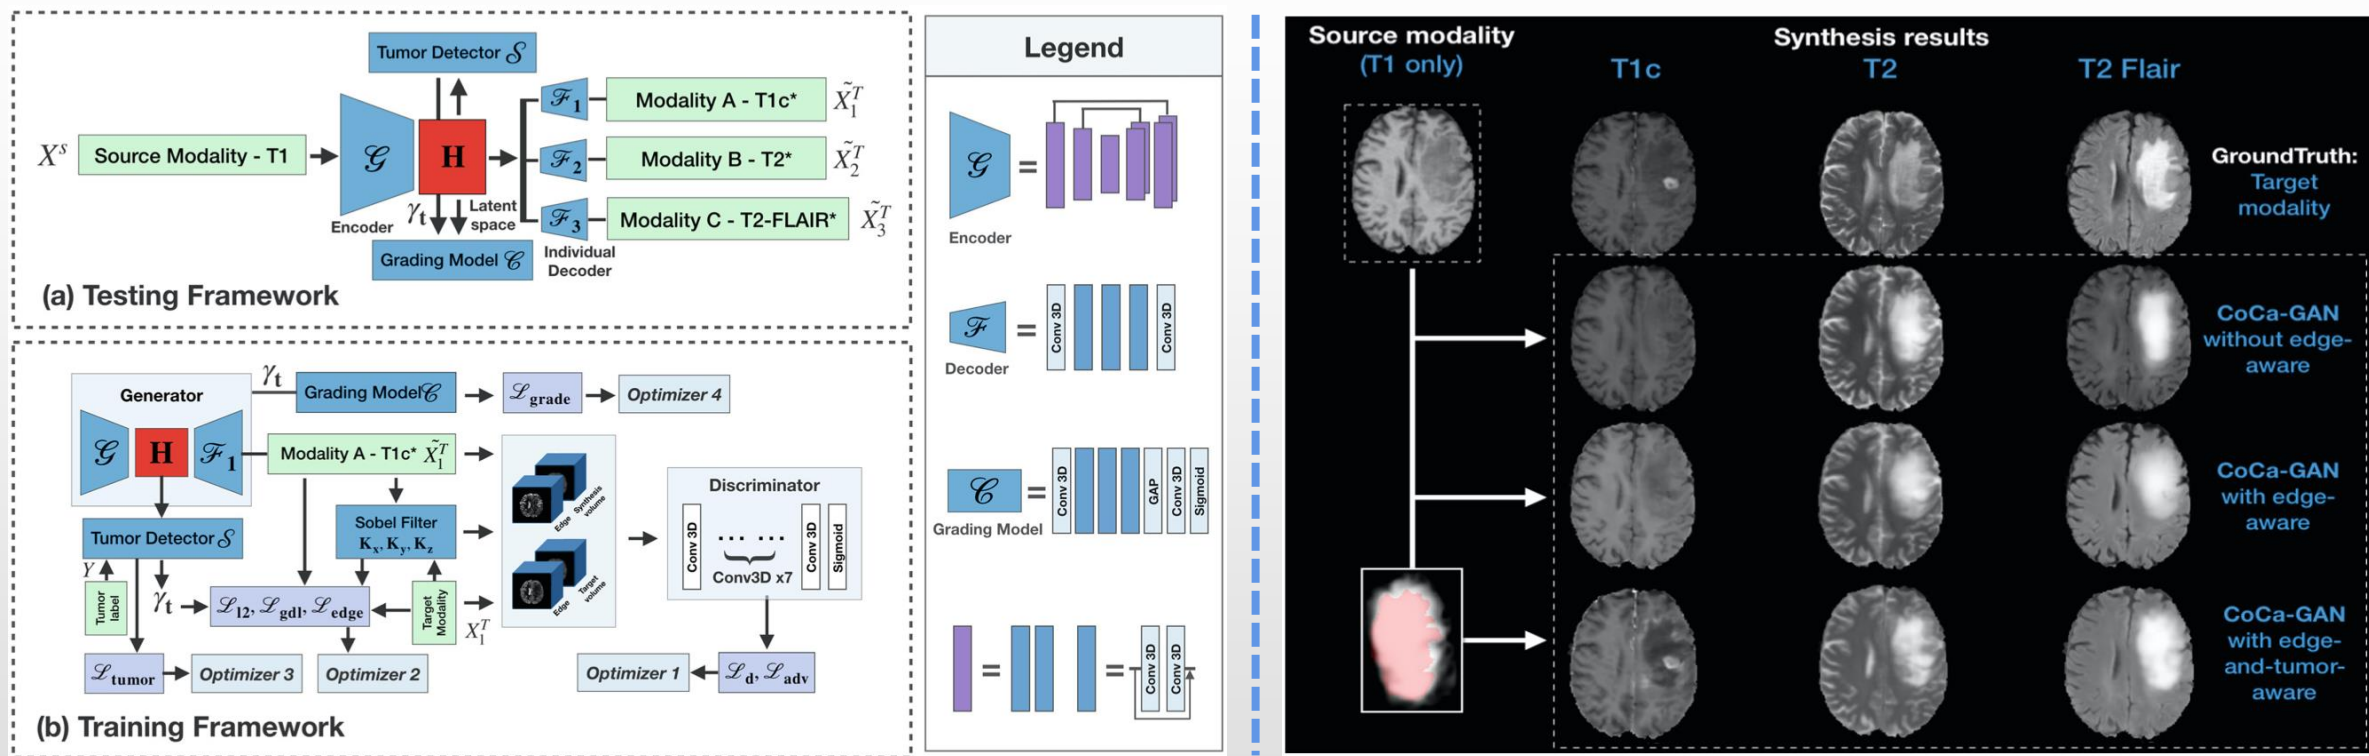 Tumor Detector 𝒮
X^s
Source Modality - T1
𝒢
H
ℱ₁
Modality A - T1c*
X̃₁ᵀ
ℱ₂
Modality B - T2*
X̃₂ᵀ
ℱ₃
Modality C - T2-FLAIR*
X̃₃ᵀ
Encoder
γt
Latent
space
Grading Model 𝒞
Individual
Decoder
(a) Testing Framework
Generator
γt
Grading Model 𝒞
ℒgrade
Optimizer 4
𝒢
H
ℱ₁
Modality A - T1c* X̃₁ᵀ
Tumor Detector 𝒮
Sobel Filter
Kx, Ky, Kz
Edge
Synthesis
volume
Edge
Target
volume
Discriminator
Conv 3D
... ...
Conv3D x7
Conv 3D
Sigmoid
Y
Tumor
label
γt
ℒl2, ℒgdl, ℒedge
Target
Modality
X₁ᵀ
ℒtumor
Optimizer 3
Optimizer 2
Optimizer 1
ℒd, ℒadv
(b) Training Framework
Legend
𝒢
=
Encoder
ℱ
=
Conv 3D
Conv 3D
Decoder
𝒞
=
Conv 3D
GAP
Conv 3D
Sigmoid
Grading Model
=
=
Conv 3D
Conv 3D
Source modality
(T1 only)
Synthesis results
T1c
T2
T2 Flair
GroundTruth:
Target
modality
CoCa-GAN
without edge-
aware
CoCa-GAN
with edge-
aware
CoCa-GAN
with edge-
and-tumor-
aware